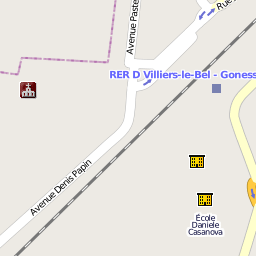 Rue
Avenue Paste
RER D Villiers-le-Bel - Goness
Avenue Denis Papin
École
Daniele
Casanova